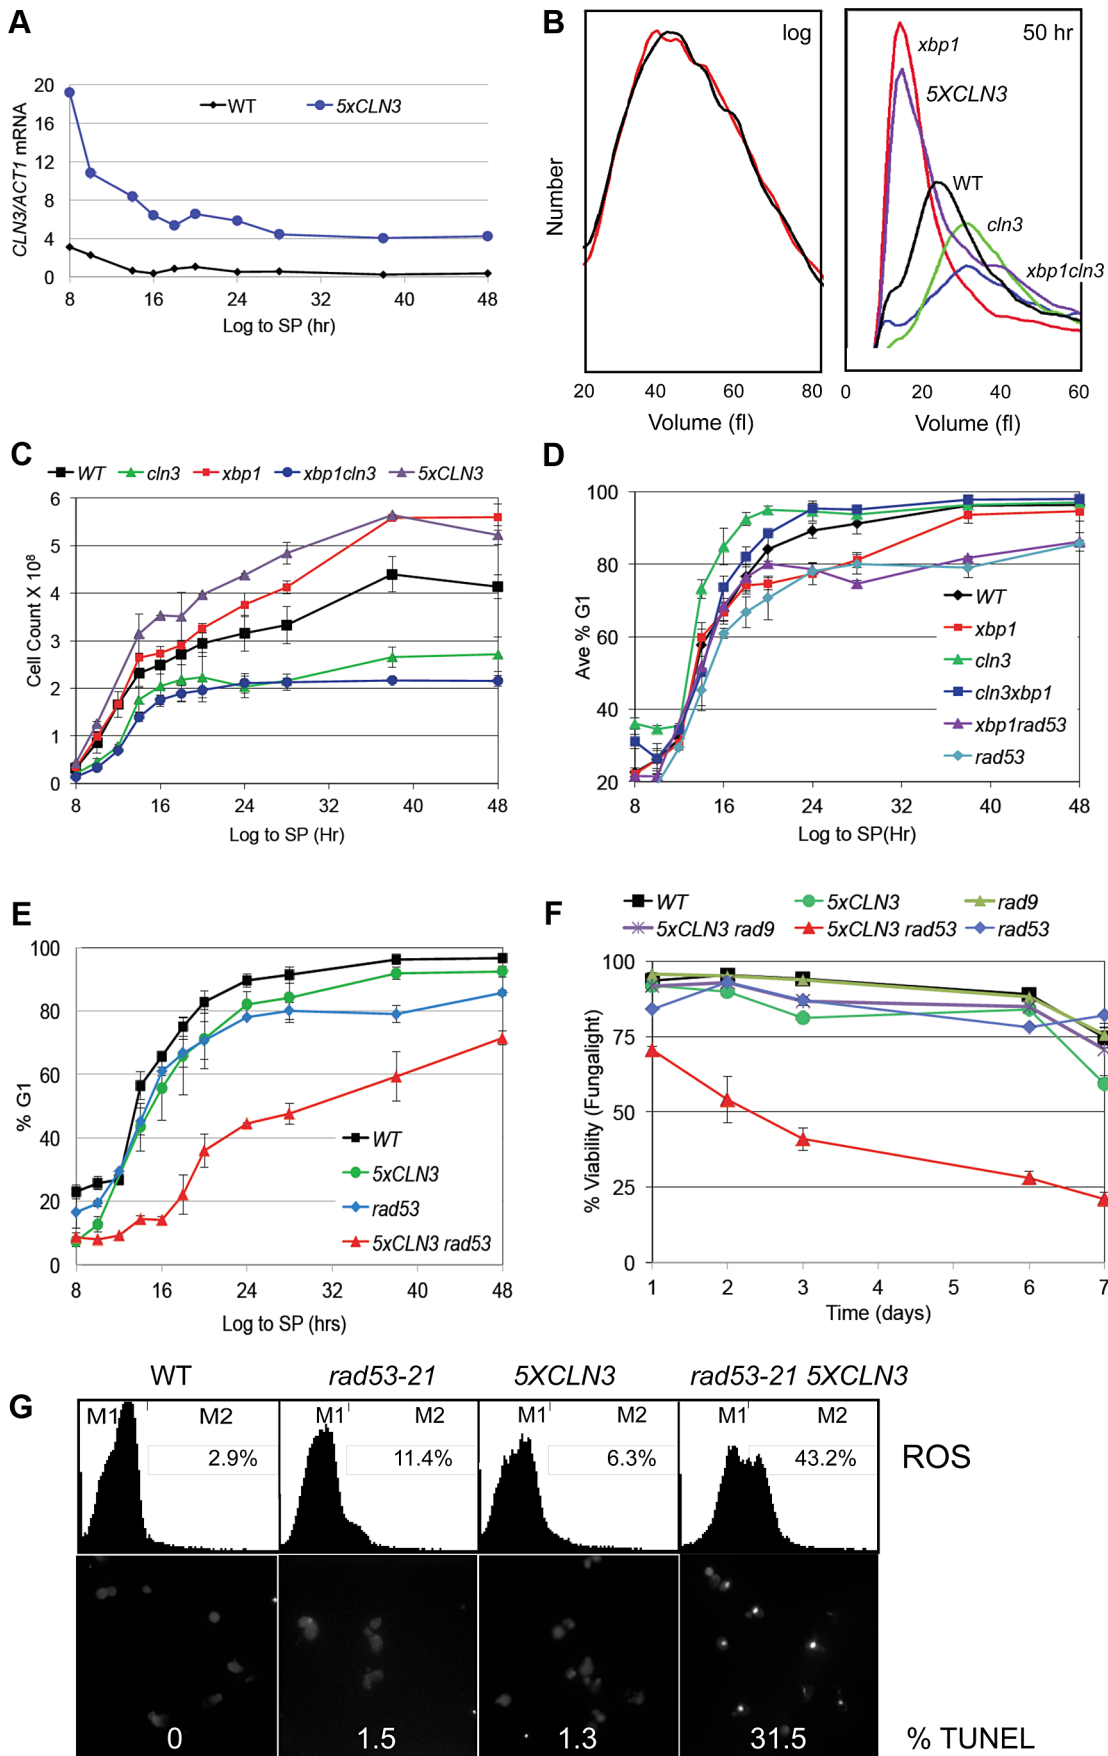 A
CLN3/ACT1 mRNA
20
16
12
8
4
0
WT
5xCLN3
8
16
24
32
40
48
Log to SP (hr)
B
log
Number
20
40
60
80
Volume (fl)
50 hr
xbp1
5XCLN3
WT
cln3
xbp1cln3
0
20
40
60
Volume (fl)
C
WT
cln3
xbp1
xbp1cln3
5xCLN3
Cell Count X 10⁸
6
5
4
3
2
1
0
8
16
24
32
40
48
Log to SP (Hr)
D
Ave % G1
100
80
60
40
20
WT
xbp1
cln3
cln3xbp1
xbp1rad53
rad53
8
16
24
32
40
48
Log to SP(Hr)
E
% G1
100
80
60
40
20
0
WT
5xCLN3
rad53
5xCLN3 rad53
8
16
24
32
40
48
Log to SP (hrs)
F
WT
5xCLN3
rad9
5xCLN3 rad9
5xCLN3 rad53
rad53
% Viability (Fungalight)
100
75
50
25
0
1
2
3
4
5
6
7
Time (days)
G
WT
rad53-21
5XCLN3
rad53-21 5XCLN3
M1
M2
2.9%
M1
M2
11.4%
M1
M2
6.3%
M1
M2
43.2%
ROS
0
1.5
1.3
31.5
% TUNEL